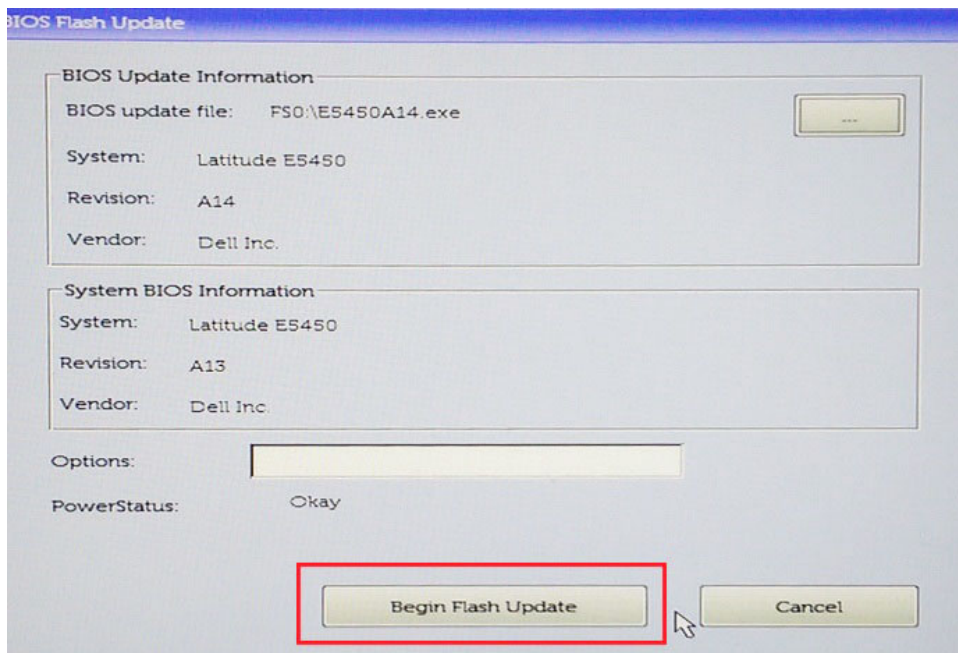 BIOS Flash Update
BIOS Update Information
BIOS update file: FS0:\E5450A14.exe
...
System: Latitude E5450
Revision: A14
Vendor: Dell Inc.
System BIOS Information
System: Latitude E5450
Revision: A13
Vendor: Dell Inc.
Options:
PowerStatus: Okay
Begin Flash Update
Cancel